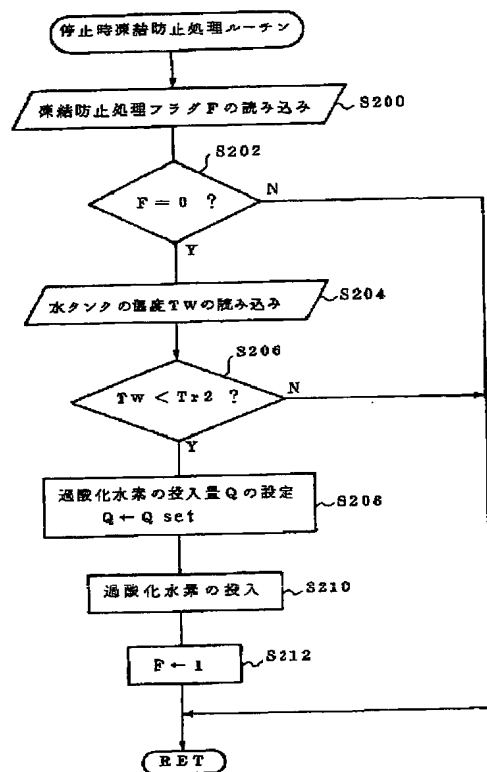 停止時凍結防止処理ルーチン
凍結防止処理フラグFの読み込み
S200
S202
F=0 ?
N
Y
水タンクの温度TWの読み込み
S204
S206
Tw<Tr2 ?
N
Y
過酸化水素の投入量Qの設定
Q←Q set
S208
過酸化水素の投入
S210
F←1
S212
RET